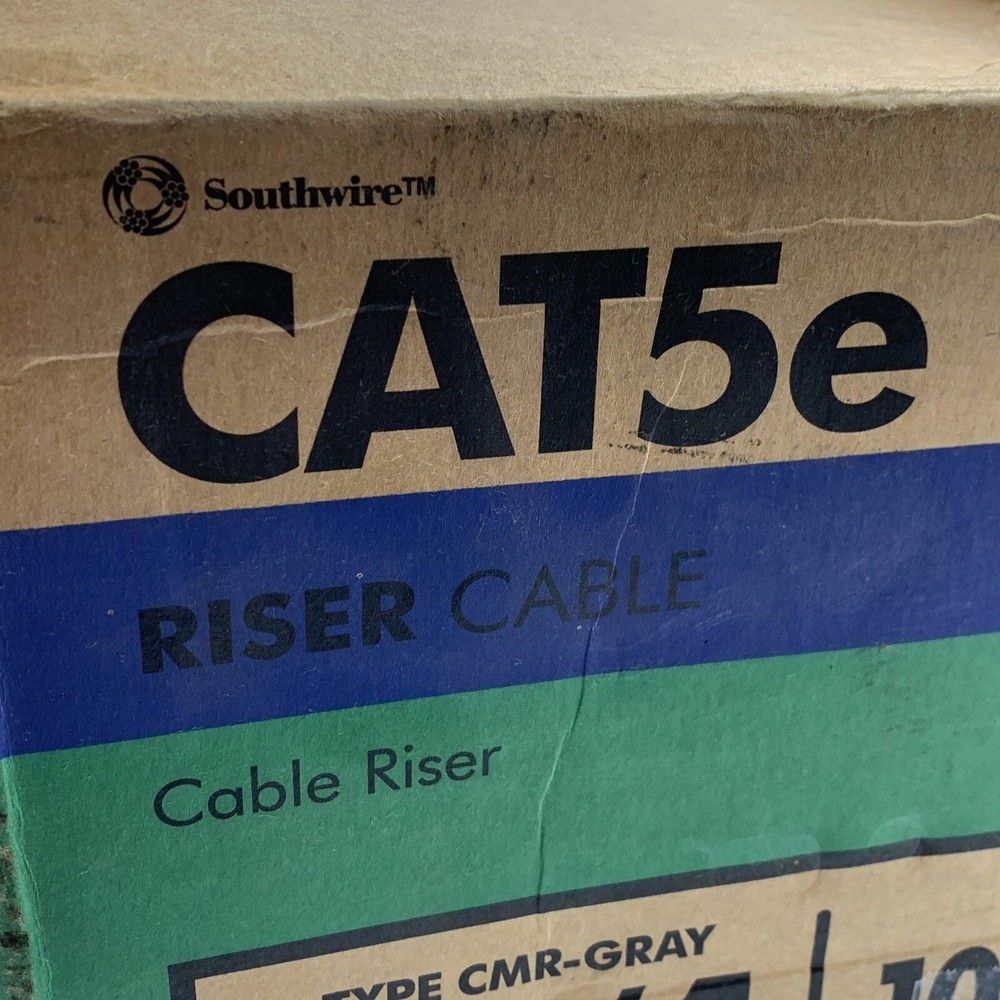 Southwire™
CAT5e
RISER CABLE
Cable Riser
TYPE CMR-GRAY